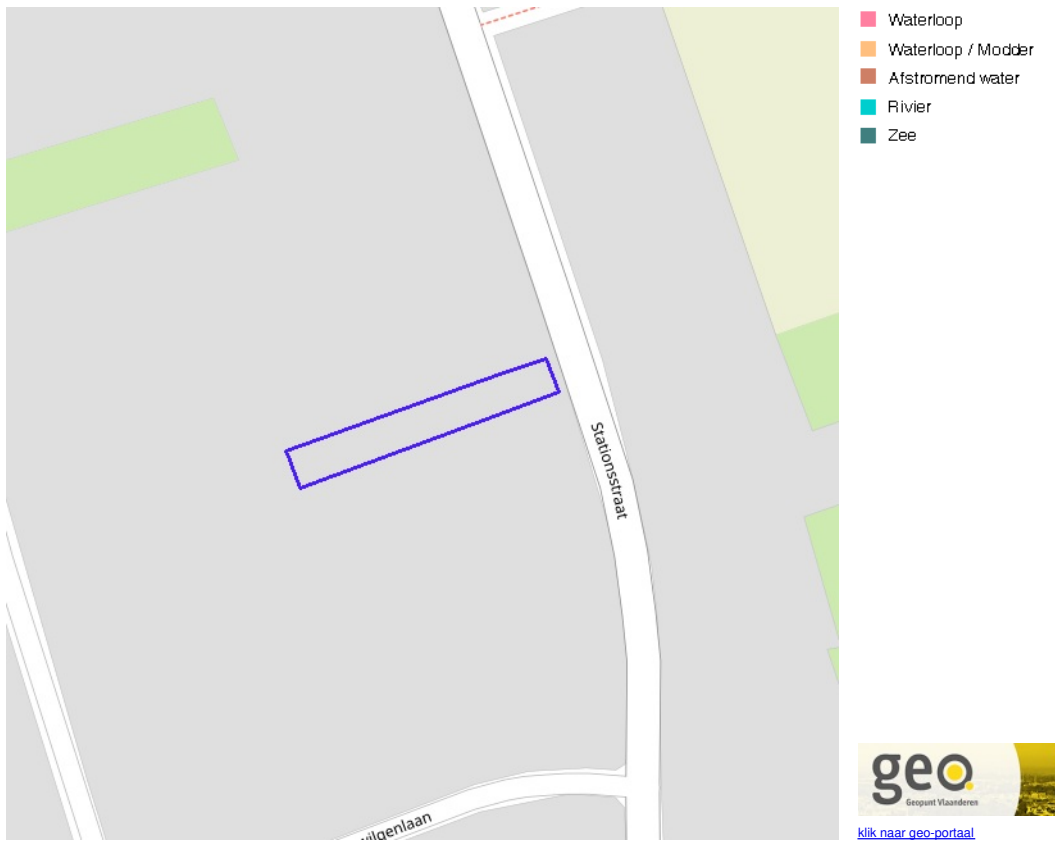 Waterloop
Waterloop / Modder
Afstromend water
Rivier
Zee
Stationsstraat
geo
Geopunt Vlaanderen
klik naar geo-portaal